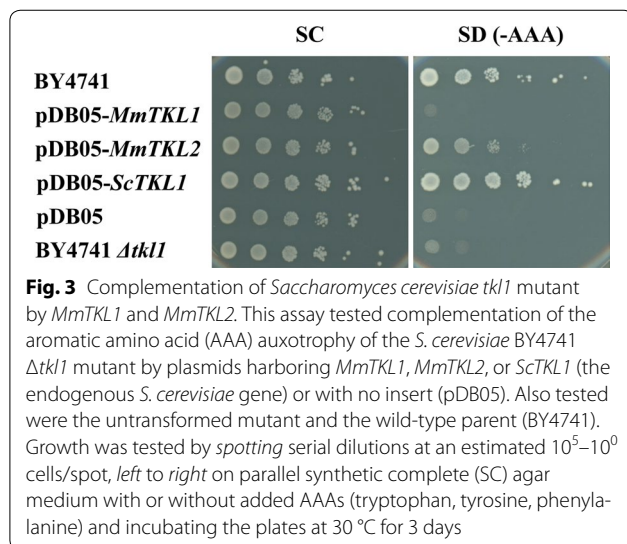 SC SD (-AAA)
BY4741
pDB05-MmTKL1
pDB05-MmTKL2
pDB05-ScTKL1
pDB05
BY4741 Δtkl1
Fig. 3 Complementation of Saccharomyces cerevisiae tkl1 mutant
by MmTKL1 and MmTKL2. This assay tested complementation of the
aromatic amino acid (AAA) auxotrophy of the S. cerevisiae BY4741
Δtkl1 mutant by plasmids harboring MmTKL1, MmTKL2, or ScTKL1 (the
endogenous S. cerevisiae gene) or with no insert (pDB05). Also tested
were the untransformed mutant and the wild-type parent (BY4741).
Growth was tested by spotting serial dilutions at an estimated 10⁵–10⁰
cells/spot, left to right on parallel synthetic complete (SC) agar
medium with or without added AAAs (tryptophan, tyrosine, phenyla-
lanine) and incubating the plates at 30 °C for 3 days